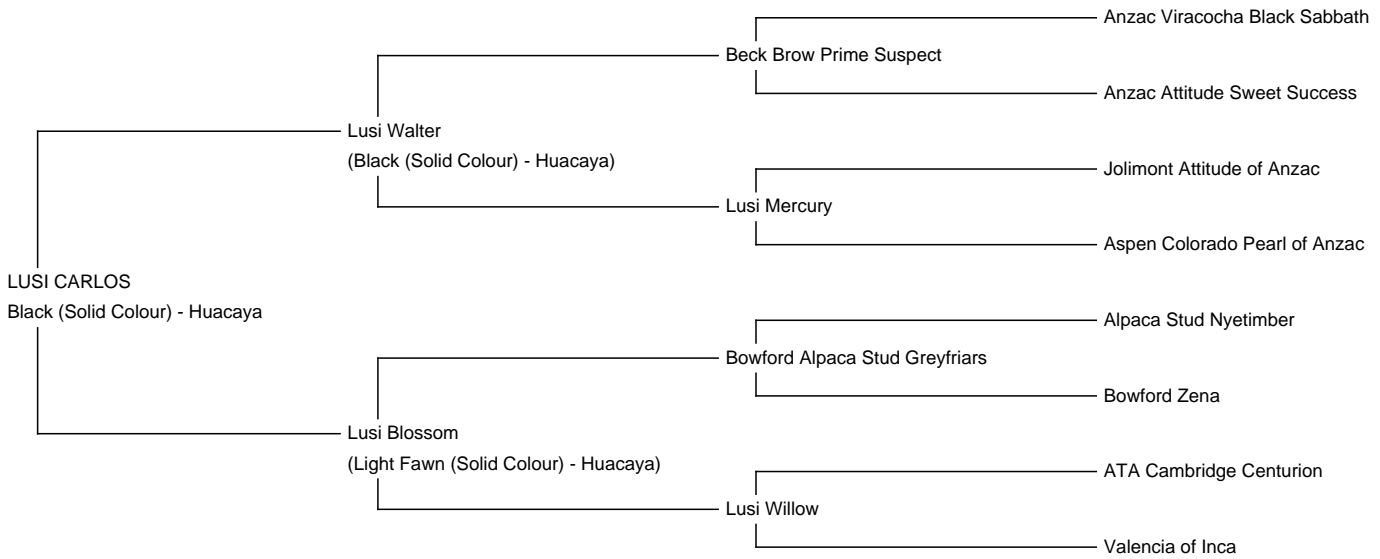 Anzac Viracocha Black Sabbath
Beck Brow Prime Suspect
Anzac Attitude Sweet Success
Lusi Walter
(Black (Solid Colour) - Huacaya)
Jolimont Attitude of Anzac
Lusi Mercury
Aspen Colorado Pearl of Anzac
LUSI CARLOS
Black (Solid Colour) - Huacaya
Alpaca Stud Nyetimber
Bowford Alpaca Stud Greyfriars
Bowford Zena
Lusi Blossom
(Light Fawn (Solid Colour) - Huacaya)
ATA Cambridge Centurion
Lusi Willow
Valencia of Inca